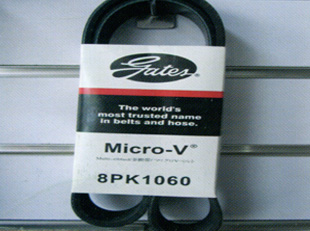 Gates
The world's
most trusted name
in belts and hose.
Micro-V®
8PK1060